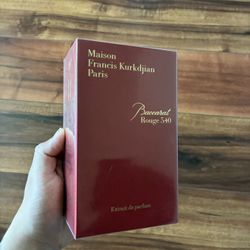 Maison
Francis Kurkdjian
Paris
Baccarat
Rouge 540
Extrait de parfum